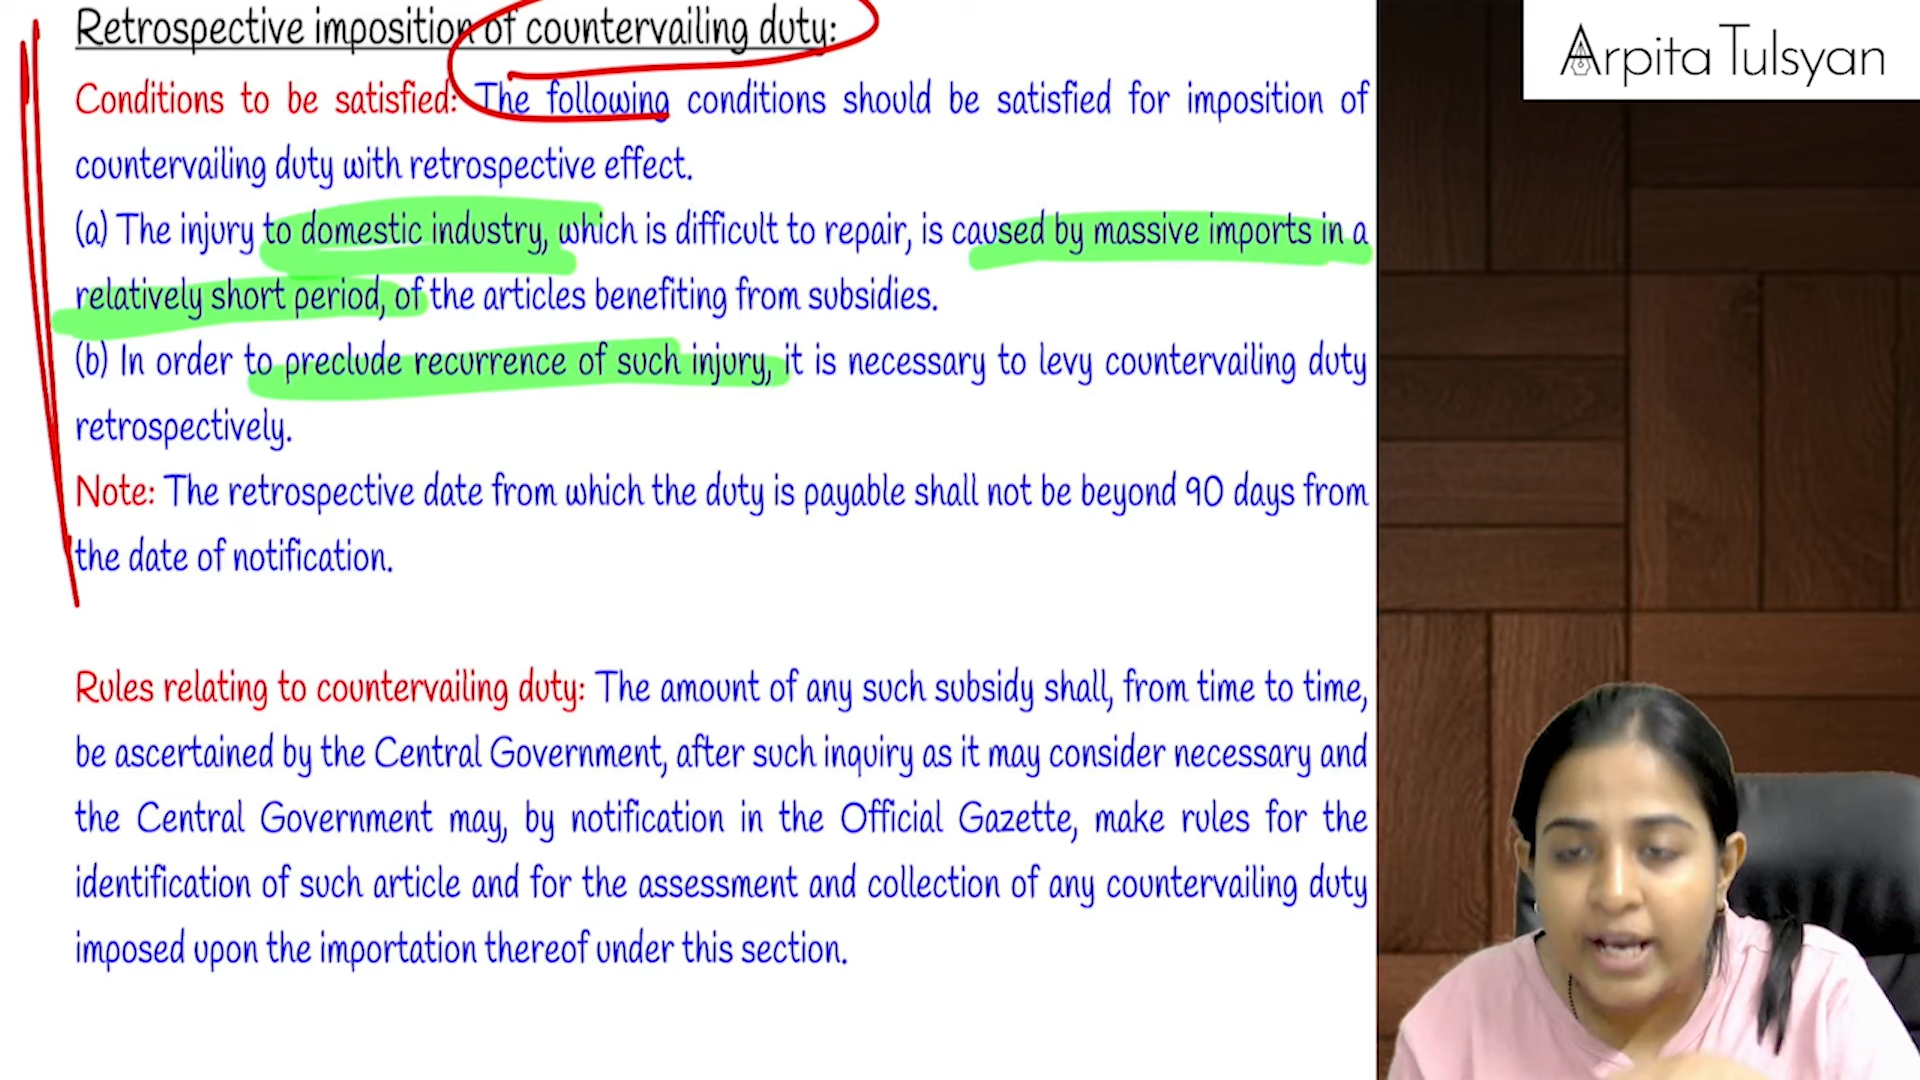 Retrospective imposition of countervailing duty:
Arpita Tulsyan
Conditions to be satisfied: The following conditions should be satisfied for imposition of
countervailing duty with retrospective effect.
(a) The injury to domestic industry, which is difficult to repair, is caused by massive imports in a
relatively short period, of the articles benefiting from subsidies.
(b) In order to preclude recurrence of such injury, it is necessary to levy countervailing duty
retrospectively.
Note: The retrospective date from which the duty is payable shall not be beyond 90 days from
the date of notification.
Rules relating to countervailing duty: The amount of any such subsidy shall, from time to time,
be ascertained by the Central Government, after such inquiry as it may consider necessary and
the Central Government may, by notification in the Official Gazette, make rules for the
identification of such article and for the assessment and collection of any countervailing duty
imposed upon the importation thereof under this section.